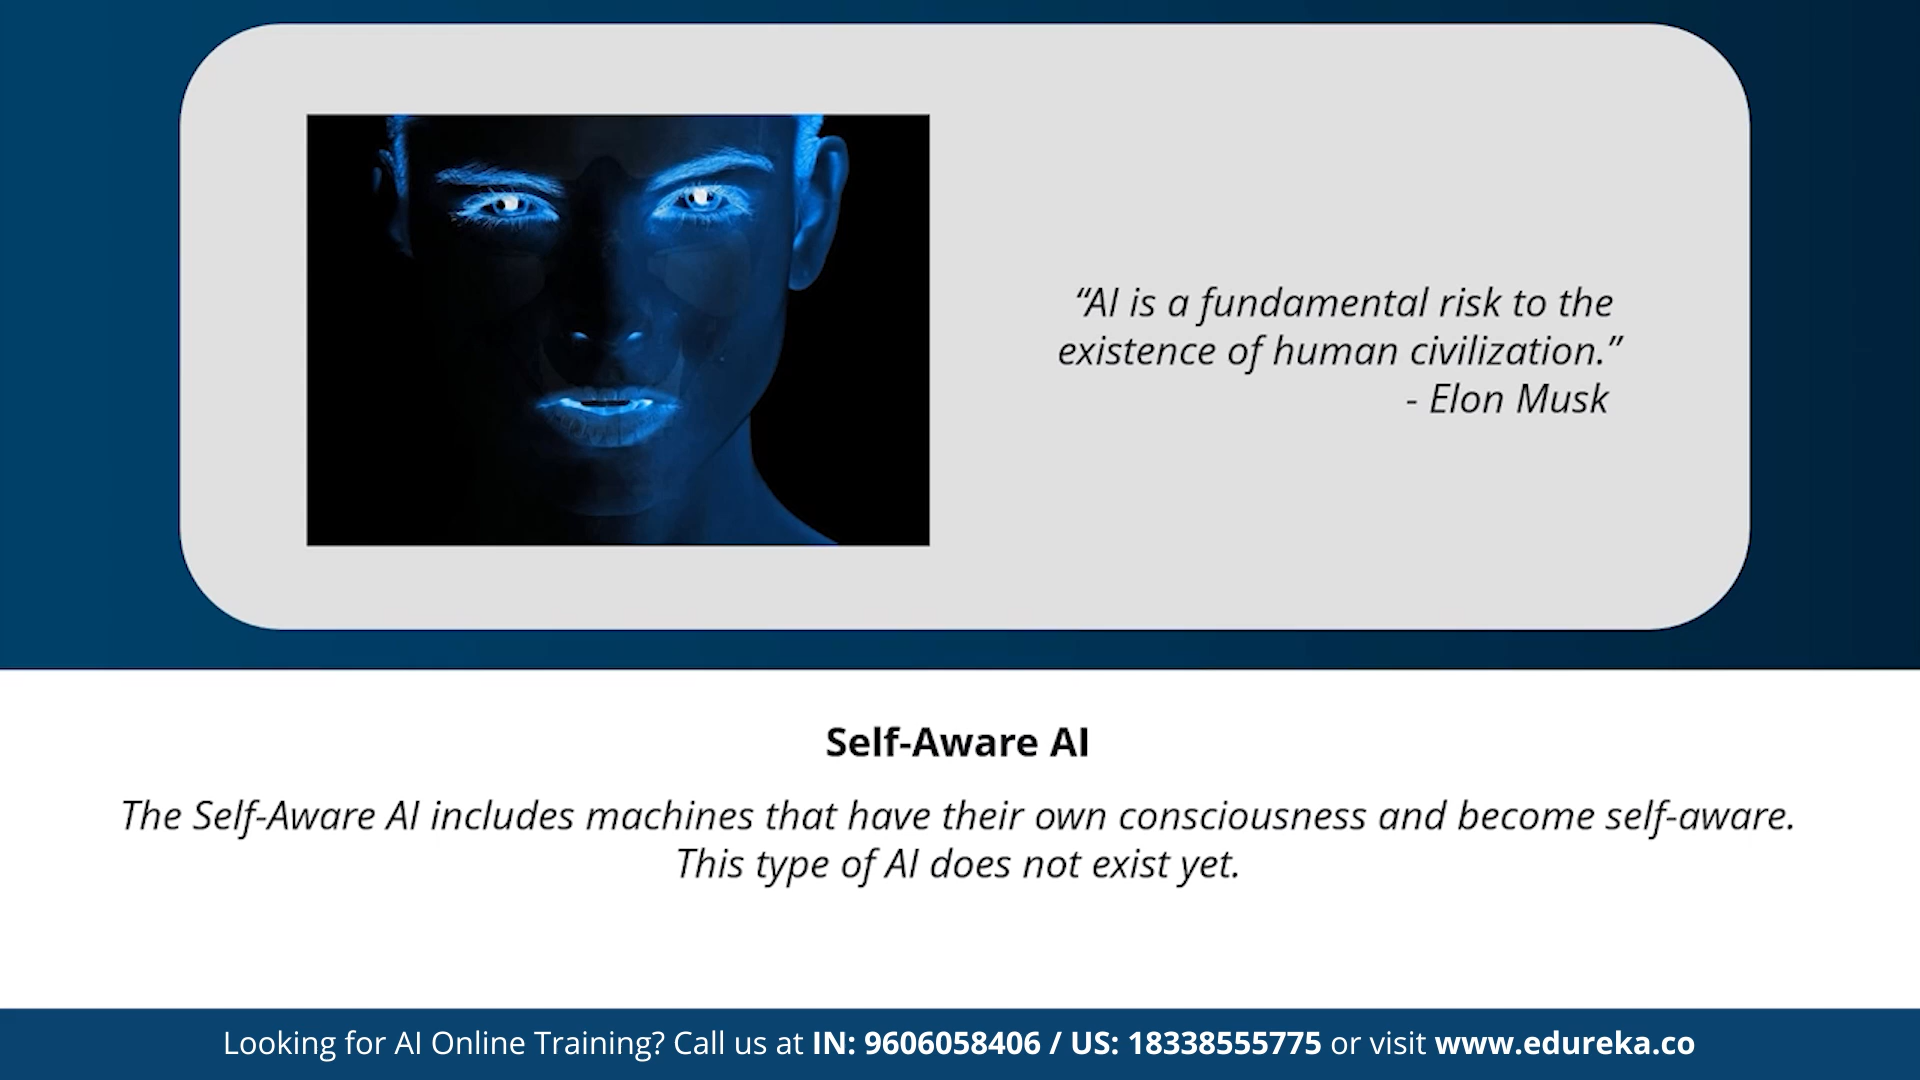 “AI is a fundamental risk to the
existence of human civilization.”
- Elon Musk
Self-Aware AI
The Self-Aware AI includes machines that have their own consciousness and become self-aware.
This type of AI does not exist yet.
Looking for AI Online Training? Call us at IN: 9606058406 / US: 18338555775 or visit www.edureka.co